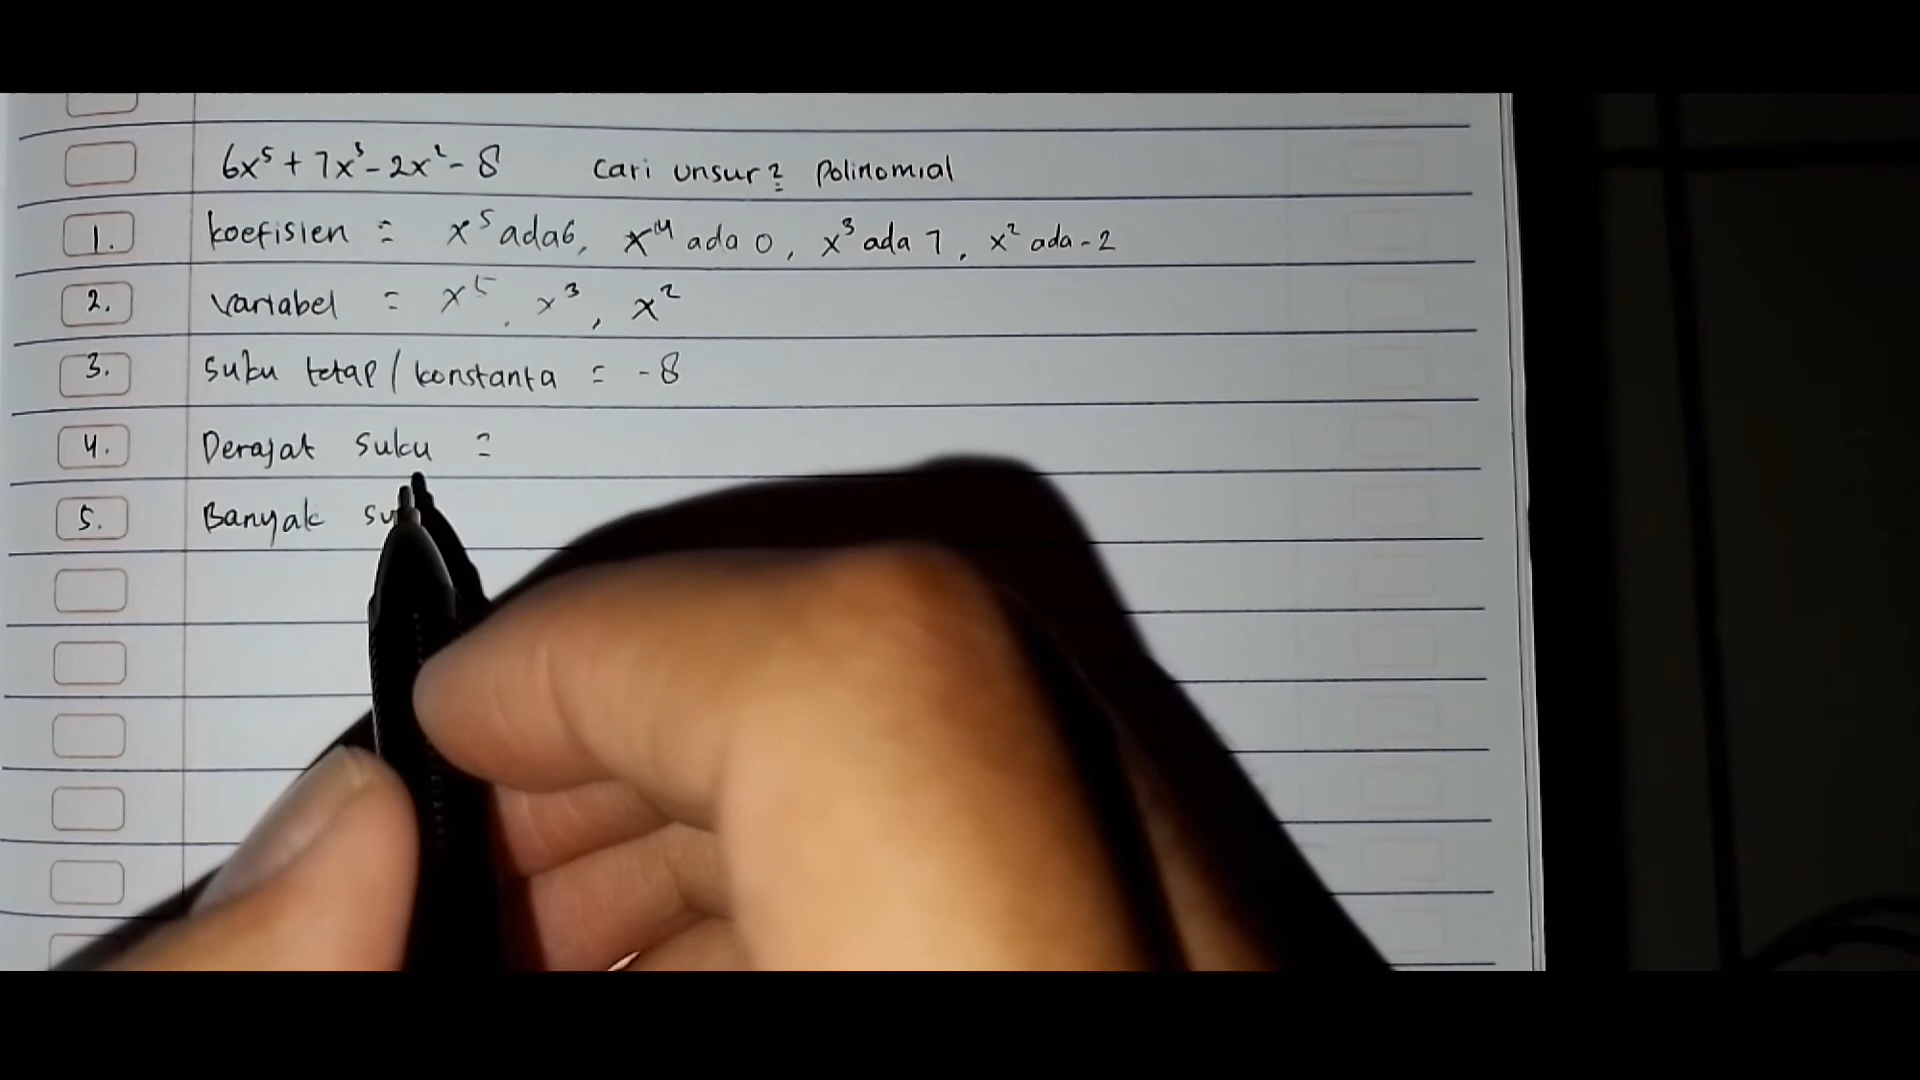 6x⁵ + 7x³ - 2x² - 8 Cari unsur2 Polinomial
1. koefisien = x⁵ ada 6, x⁴ ada 0, x³ ada 7, x² ada -2
2. variabel = x⁵, x³, x²
3. suku tetap / konstanta = -8
4. Derajat suku =
5. Banyak su